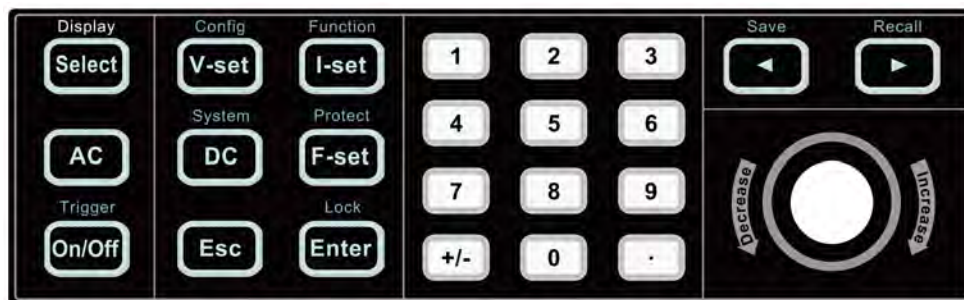 Display Config Function Save Recall
Select V-set I-set 1 2 3 ◄ ►
System Protect
AC DC F-set 4 5 6
Decrease Increase
Trigger Lock 7 8 9
On/Off Esc Enter +/- 0 .